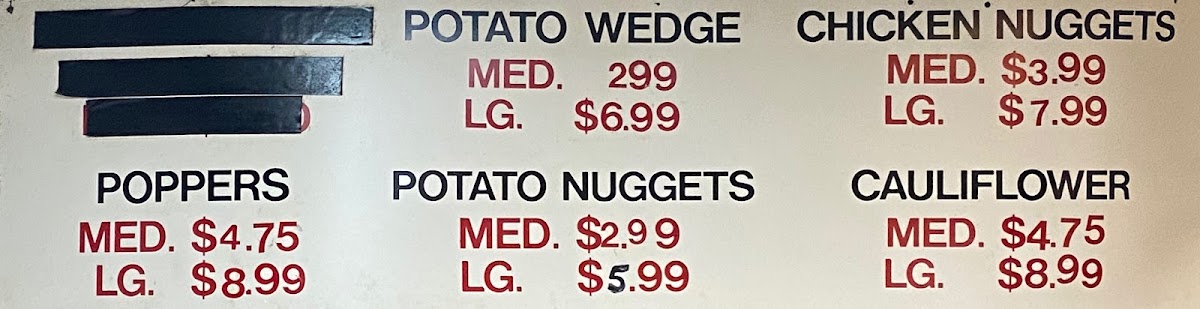 POTATO WEDGE
MED. 299
LG. $6.99
CHICKEN NUGGETS
MED. $3.99
LG. $7.99
POPPERS
MED. $4.75
LG. $8.99
POTATO NUGGETS
MED. $2.99
LG. $5.99
CAULIFLOWER
MED. $4.75
LG. $8.99